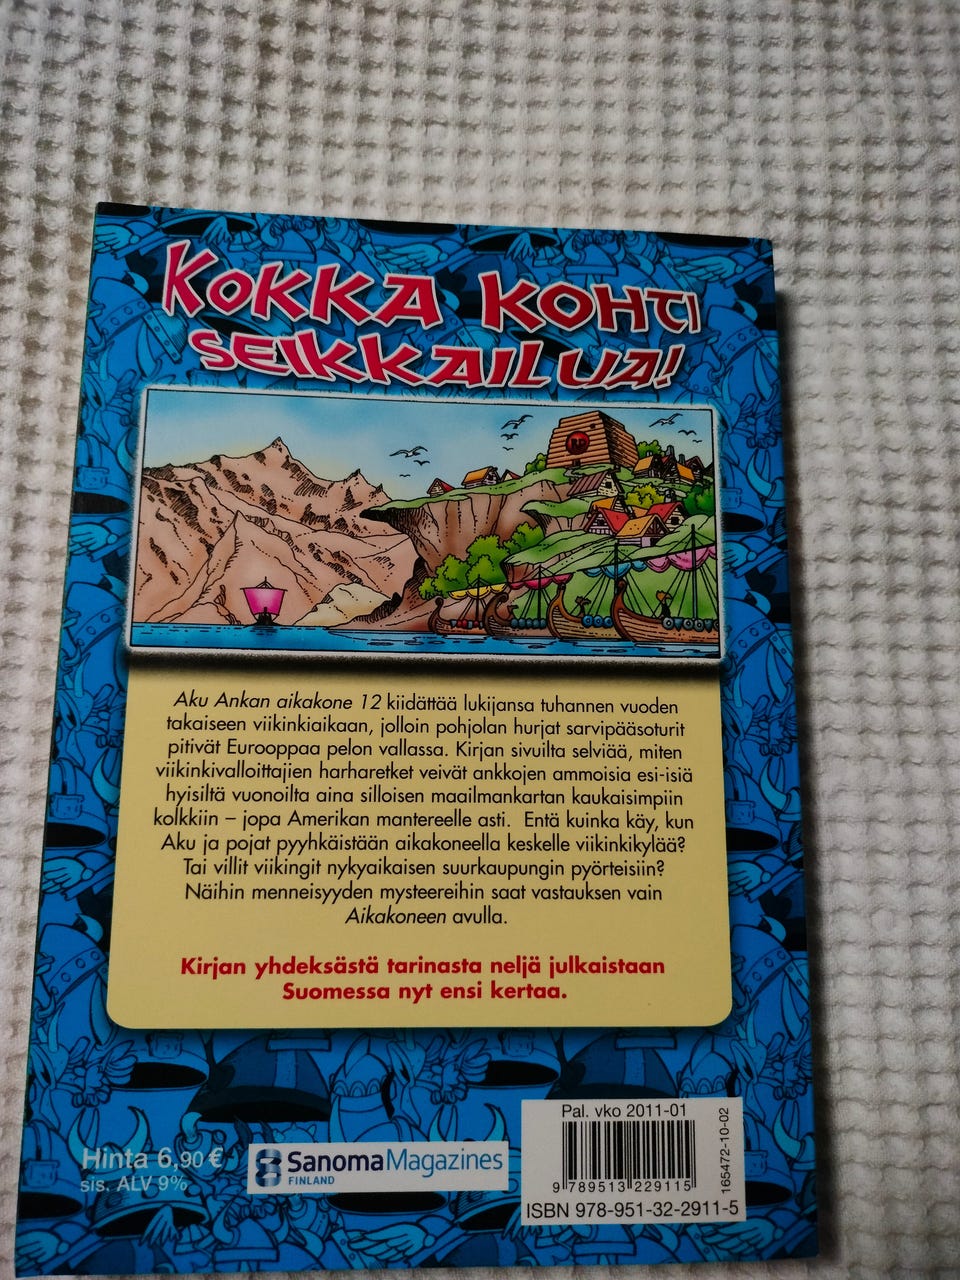 KOKKA KOHTI
SEIKKAILUA!
Aku Ankan aikakone 12 kiidättää lukijansa tuhannen vuoden
takaiseen viikinkiaikaan, jolloin pohjolan hurjat sarvipääsoturit
pitivät Eurooppaa pelon vallassa. Kirjan sivuilta selviää, miten
viikinkivalloittajien harharetket veivät ankkojen ammoisia esi-isiä
hyisiltä vuonoilta aina silloisen maailmankartan kaukaisimpiin
kolkkiin – jopa Amerikan mantereelle asti. Entä kuinka käy, kun
Aku ja pojat pyyhkäistään aikakoneella keskelle viikinkikylää?
Tai villit viikingit nykyaikaisen suurkaupungin pyörteisiin?
Näihin menneisyyden mysteereihin saat vastauksen vain
Aikakoneen avulla.
Kirjan yhdeksästä tarinasta neljä julkaistaan
Suomessa nyt ensi kertaa.
Hinta 6,90 €
sis. ALV 9%
SanomaMagazines
FINLAND
Pal. vko 2011-01
9 789513 229115
165472-10-02
ISBN 978-951-32-2911-5